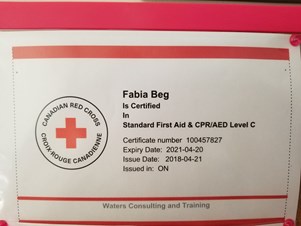 CANADIAN RED CROSS
CROIX-ROUGE CANADIENNE
Fabia Beg
Is Certified
In
Standard First Aid & CPR/AED Level C
Certificate number 100457827
Expiry Date: 2021-04-20
Issue Date: 2018-04-21
Issued in: ON
Waters Consulting and Training